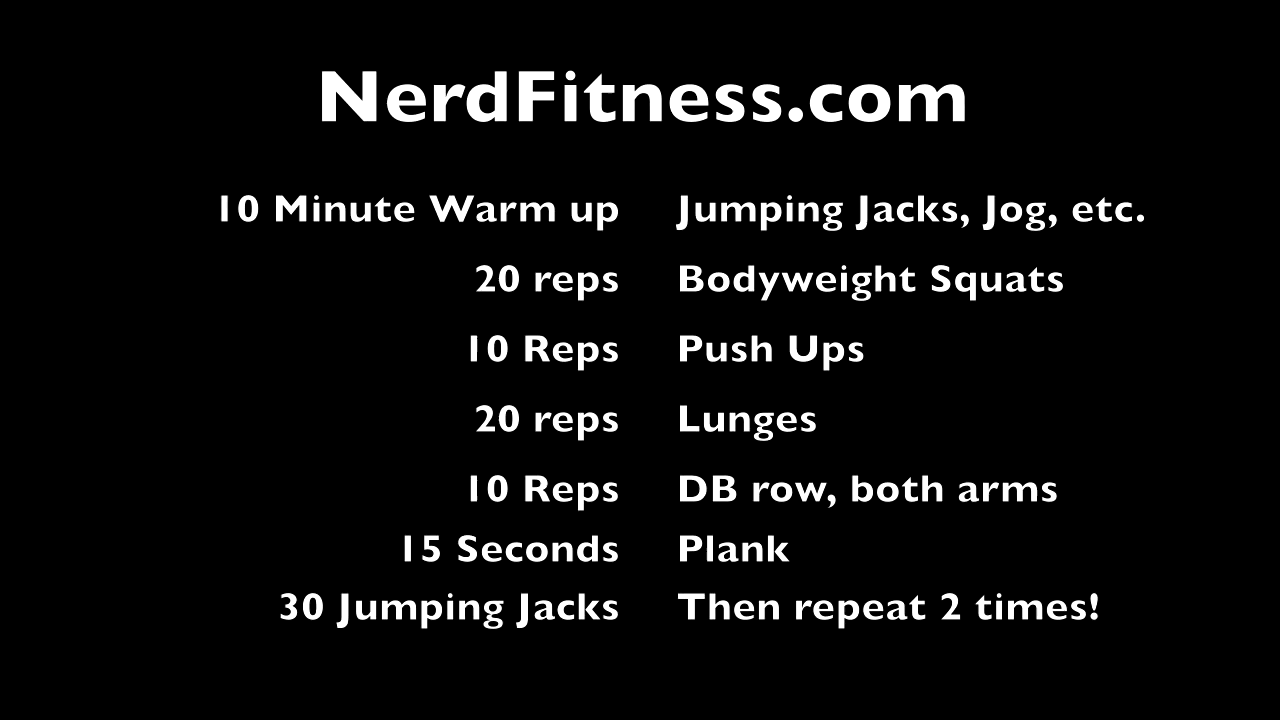 NerdFitness.com
10 Minute Warm up Jumping Jacks, Jog, etc.
20 reps Bodyweight Squats
10 Reps Push Ups
20 reps Lunges
10 Reps DB row, both arms
15 Seconds Plank
30 Jumping Jacks Then repeat 2 times!